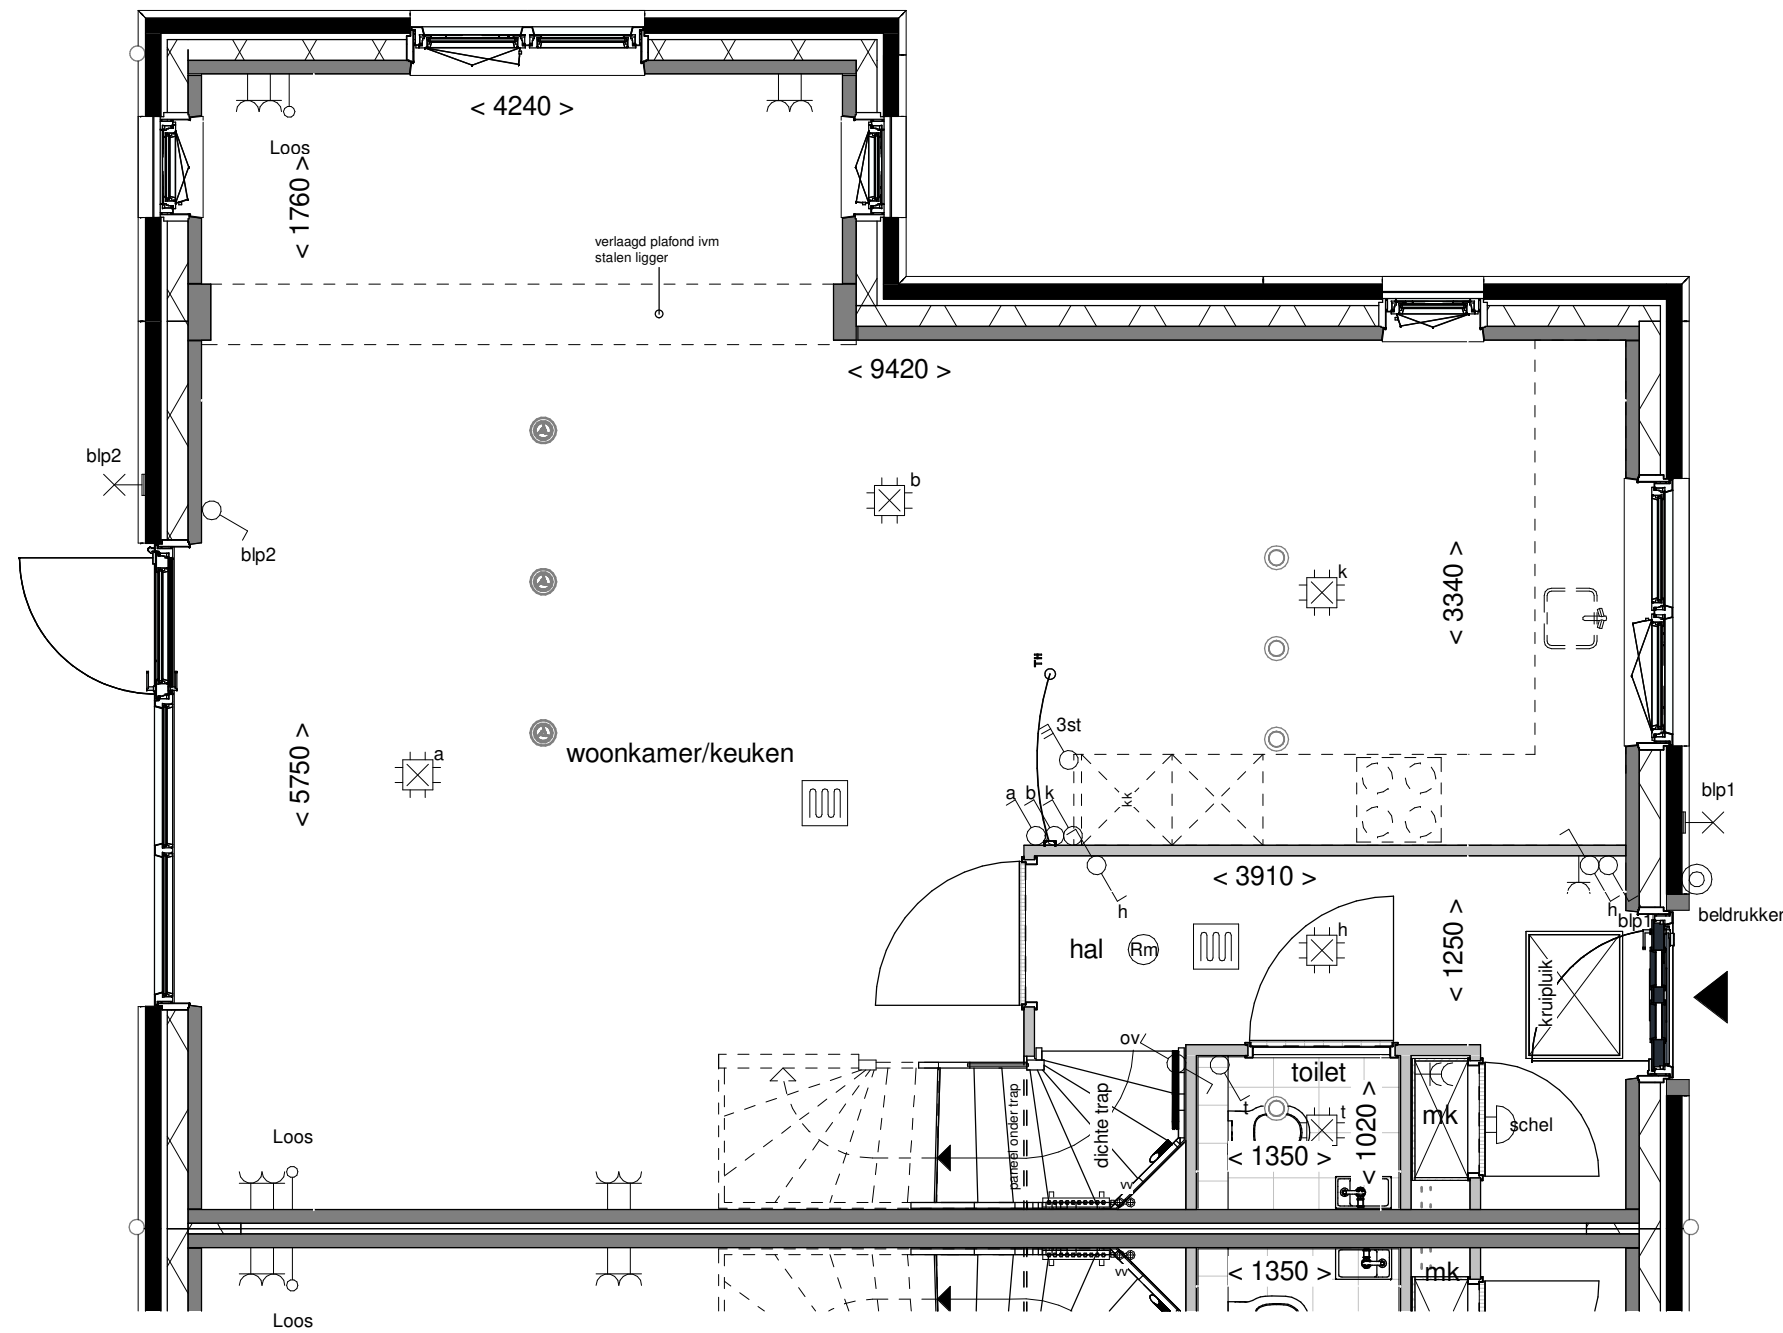 < 4240 >
Loos
< 1760 >
verlaagd plafond ivm
stalen ligger
< 9420 >
blp2
blp2
b
k
< 3340 >
TH
3st
a
woonkamer/keuken
< 5750 >
a b k
kk
blp1
< 3910 >
h
h
blp1
beldrukker
hal
Rm
h
< 1250 >
kruipluik
ov
toilet
t
t
< 1020 >
mk
schel
paneel onder trap
dichte trap
< 1350 >
vv
Loos
vv
< 1350 >
mk
Loos